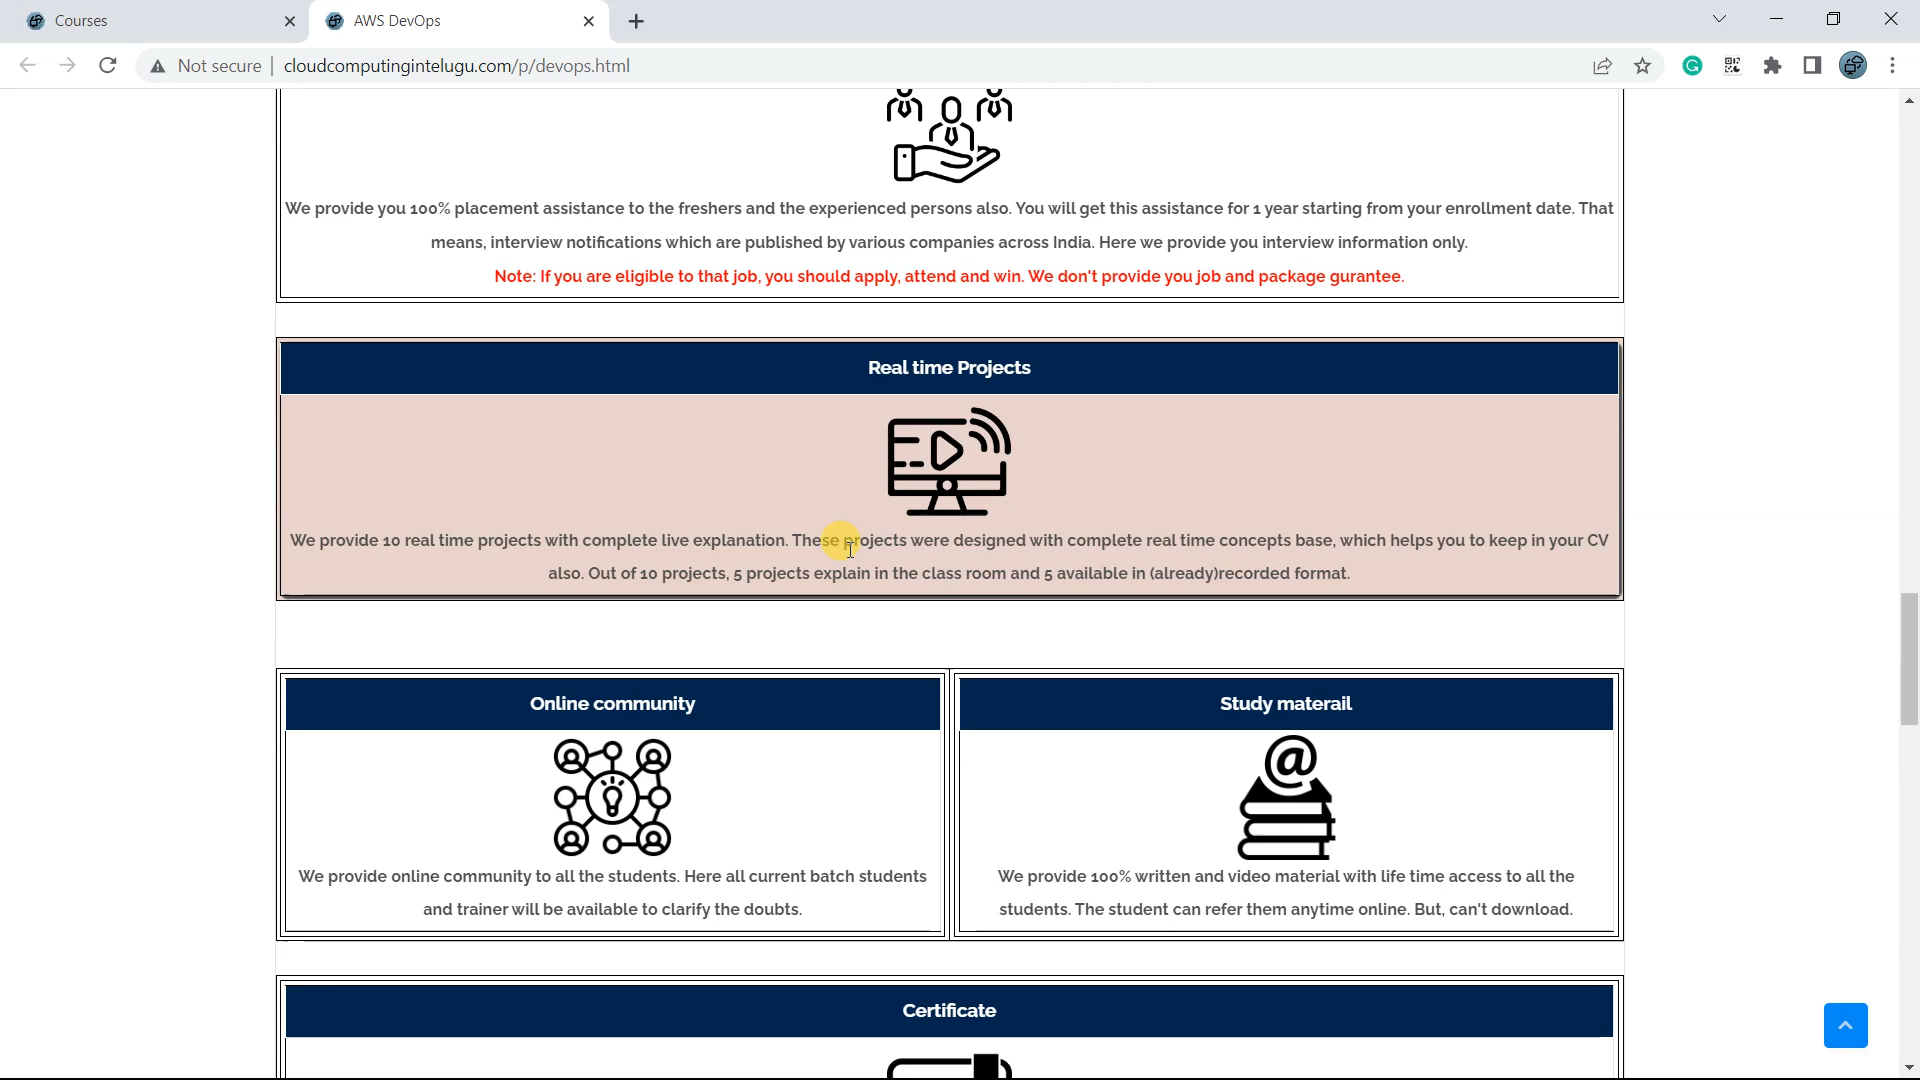 Courses
AWS DevOps
Not secure
cloudcomputingintelugu.com/p/devops.html
We provide you 100% placement assistance to the freshers and the experienced persons also. You will get this assistance for 1 year starting from your enrollment date. That
means, interview notifications which are published by various companies across India. Here we provide you interview information only.
Note: If you are eligible to that job, you should apply, attend and win. We don't provide you job and package gurantee.
Real time Projects
We provide 10 real time projects with complete live explanation. These projects were designed with complete real time concepts base, which helps you to keep in your CV
also. Out of 10 projects, 5 projects explain in the class room and 5 available in (already)recorded format.
Online community
We provide online community to all the students. Here all current batch students
and trainer will be available to clarify the doubts.
Study materail
@
We provide 100% written and video material with life time access to all the
students. The student can refer them anytime online. But, can't download.
Certificate